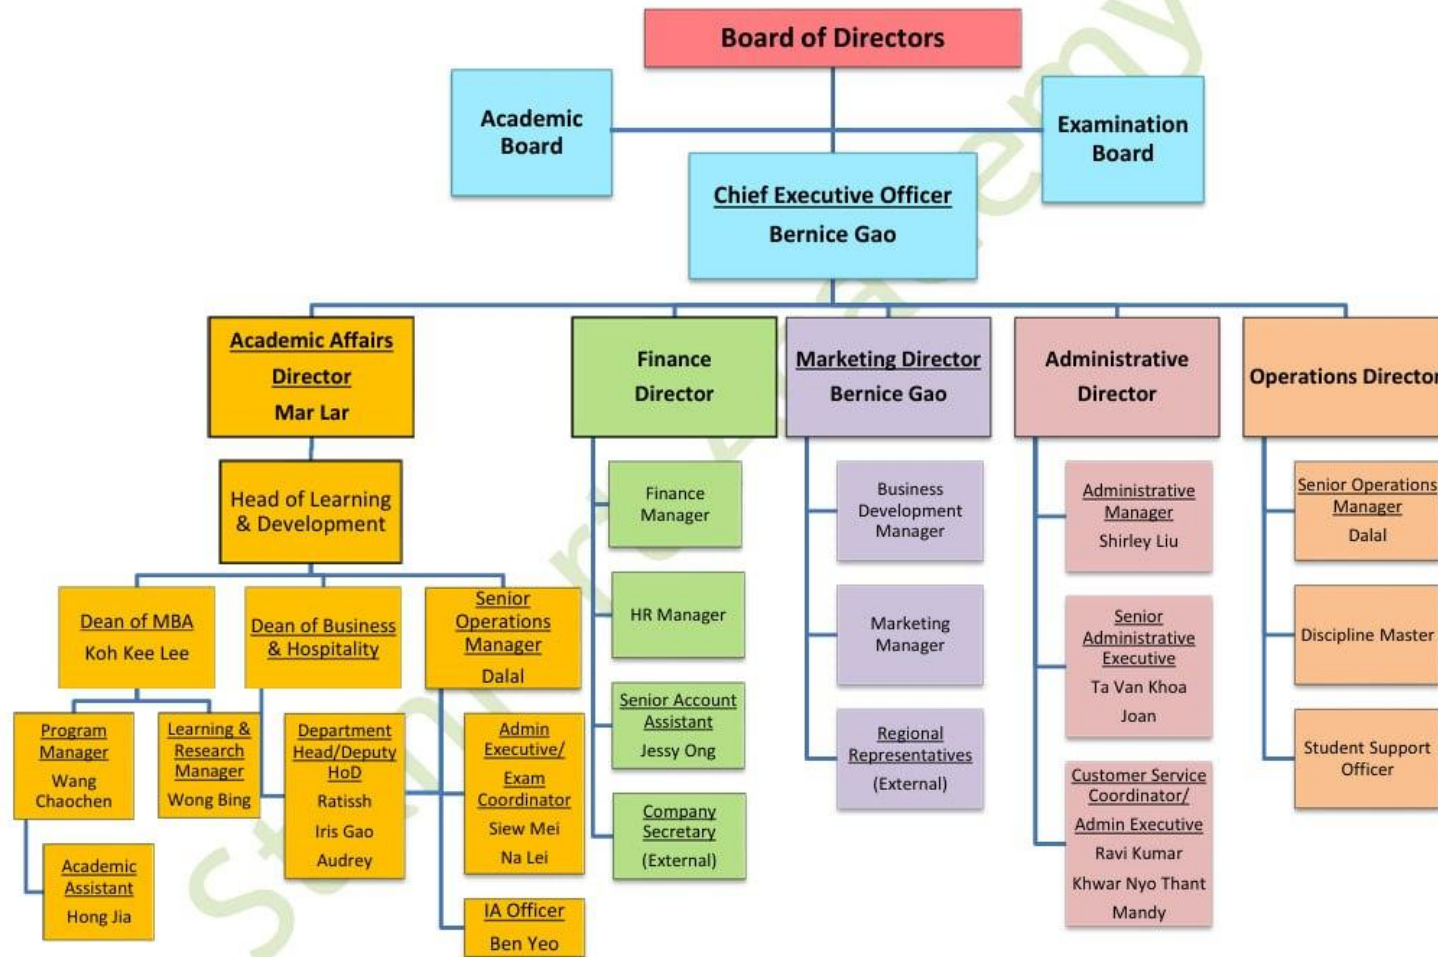 Board of Directors
Academic
Board
Examination
Board
Chief Executive Officer
Bernice Gao
Academic Affairs
Director
Mar Lar
Finance
Director
Marketing Director
Bernice Gao
Administrative
Director
Operations Director
Head of Learning
& Development
Dean of MBA
Koh Kee Lee
Dean of Business
& Hospitality
Senior
Operations
Manager
Dalal
Program
Manager
Wang
Chaochen
Learning &
Research
Manager
Wong Bing
Department
Head/Deputy
HoD
Ratissh
Iris Gao
Audrey
Admin
Executive/
Exam
Coordinator
Siew Mei
Na Lei
Academic
Assistant
Hong Jia
IA Officer
Ben Yeo
Finance
Manager
HR Manager
Senior Account
Assistant
Jessy Ong
Company
Secretary
(External)
Business
Development
Manager
Marketing
Manager
Regional
Representatives
(External)
Administrative
Manager
Shirley Liu
Senior
Administrative
Executive
Ta Van Khoa
Joan
Customer Service
Coordinator/
Admin Executive
Ravi Kumar
Khwar Nyo Thant
Mandy
Senior Operations
Manager
Dalal
Discipline Master
Student Support
Officer